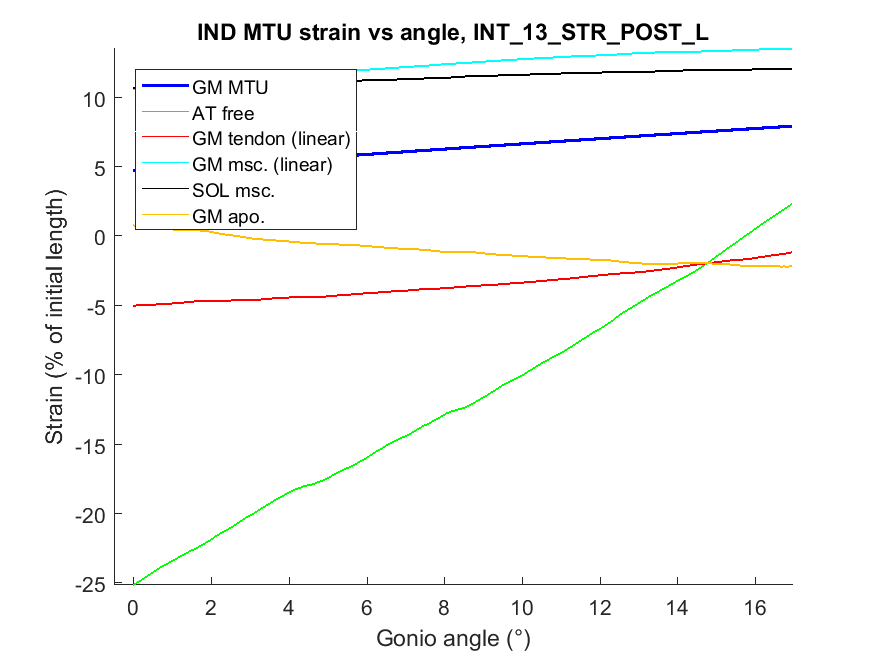 IND MTU strain vs angle, INT_13_STR_POST_L
GM MTU
AT free
GM tendon (linear)
GM msc. (linear)
SOL msc.
GM apo.
10
5
0
-5
-10
-15
-20
-25
Strain (% of initial length)
0 2 4 6 8 10 12 14 16
Gonio angle (°)